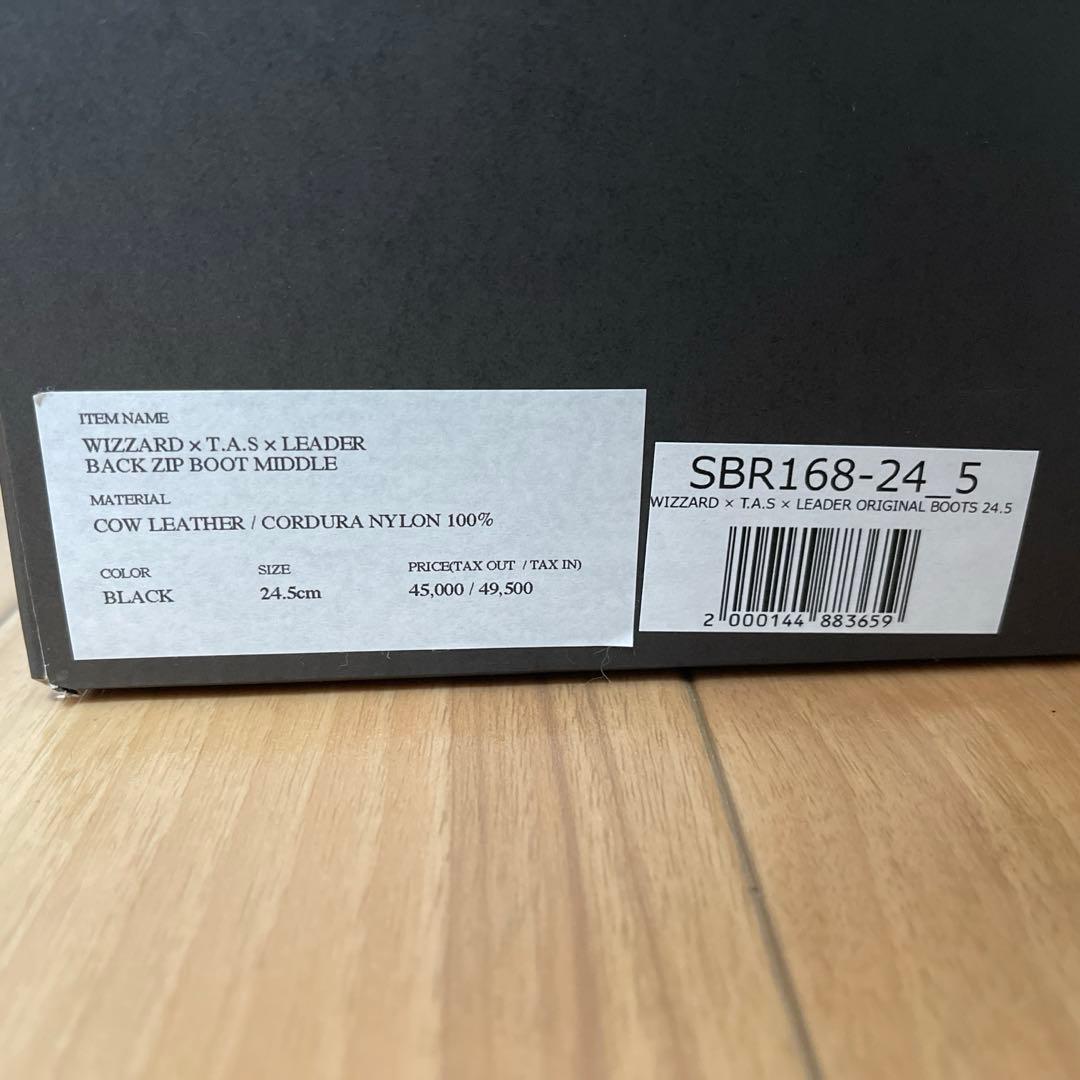 ITEM NAME
WIZZARD × T.A.S × LEADER
BACK ZIP BOOT MIDDLE
MATERIAL
COW LEATHER / CORDURA NYLON 100%
COLOR SIZE PRICE(TAX OUT / TAX IN)
BLACK 24.5cm 45,000 / 49,500
SBR168-24_5
WIZZARD × T.A.S × LEADER ORIGINAL BOOTS 24.5
2 000144 883659